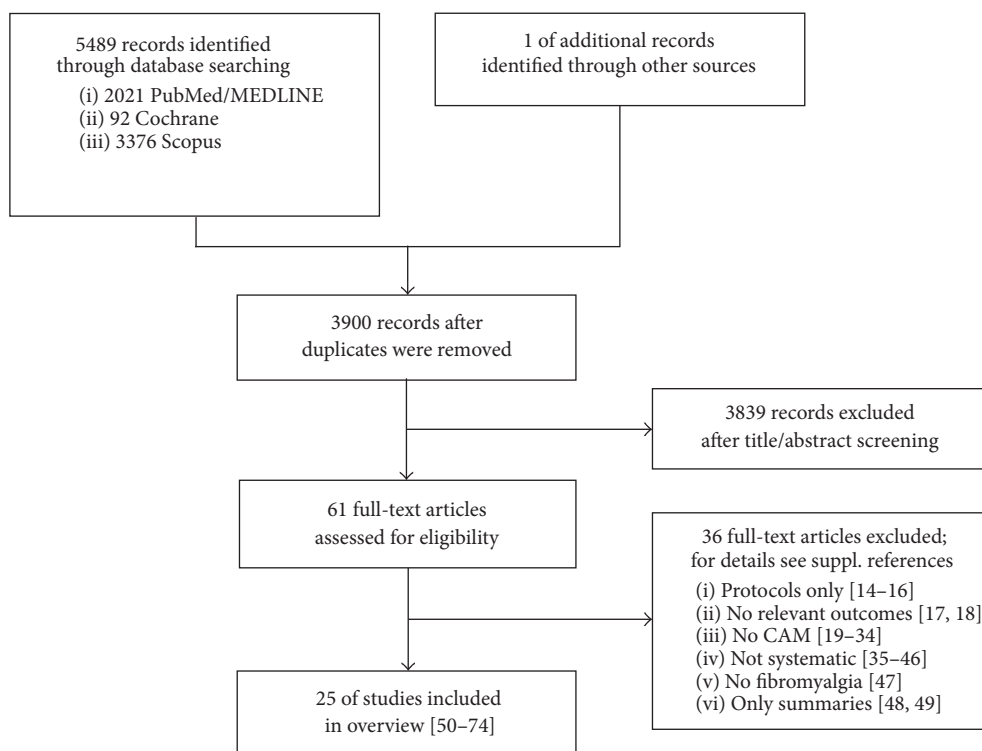 5489 records identified
through database searching
(i) 2021 PubMed/MEDLINE
(ii) 92 Cochrane
(iii) 3376 Scopus
1 of additional records
identified through other sources
3900 records after
duplicates were removed
3839 records excluded
after title/abstract screening
61 full-text articles
assessed for eligibility
36 full-text articles excluded;
for details see suppl. references
(i) Protocols only [14–16]
(ii) No relevant outcomes [17, 18]
(iii) No CAM [19–34]
(iv) Not systematic [35–46]
(v) No fibromyalgia [47]
(vi) Only summaries [48, 49]
25 of studies included
in overview [50–74]